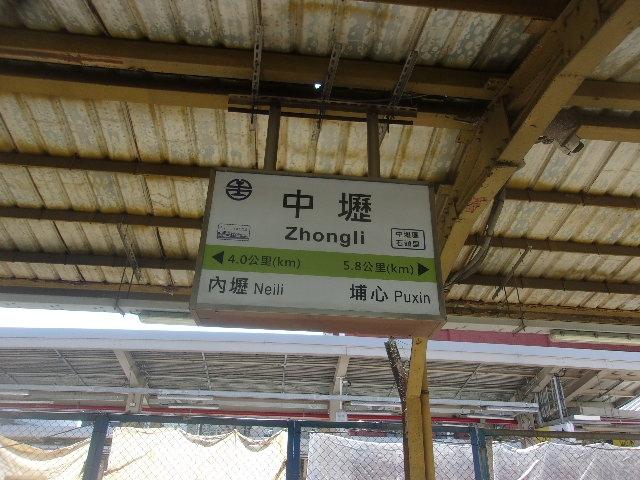 中壢
Zhongli
中壢區
石頭里
◀ 4.0公里(km)
5.8公里(km) ▶
內壢 Neili
埔心 Puxin